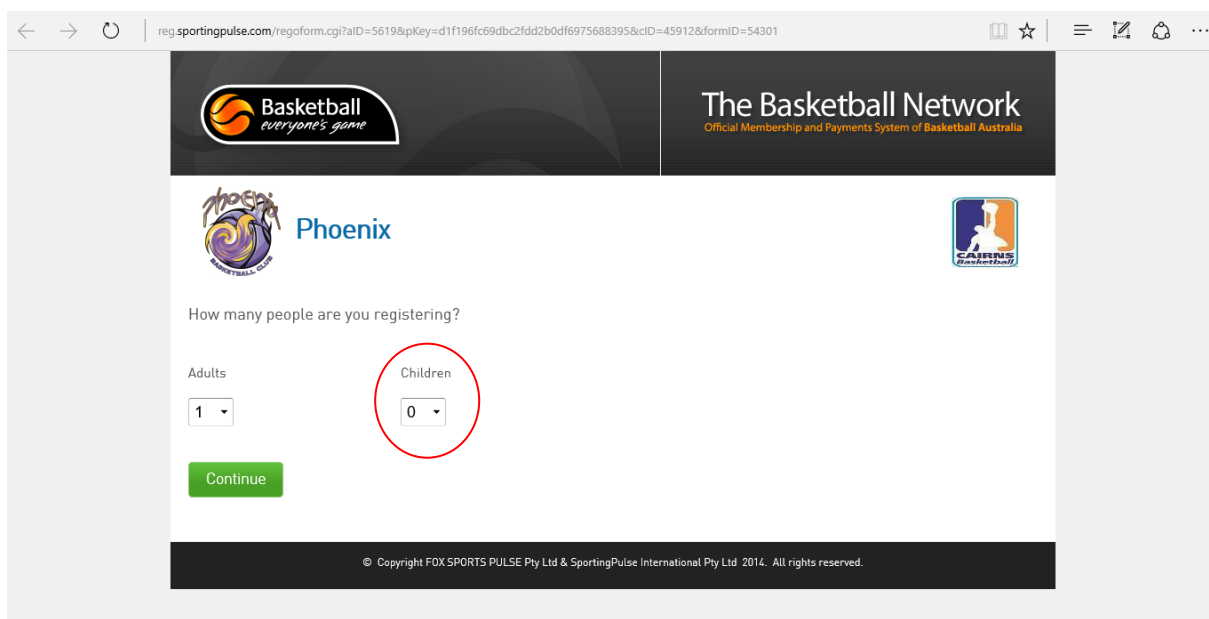 reg.sportingpulse.com/regoform.cgi?aID=5619&pKey=d1f196fc69dbc2fdd2b0df6975688395&cID=45912&formID=54301
Basketball
everyone's game
The Basketball Network
Official Membership and Payments System of Basketball Australia
phoenix
BASKETBALL CLUB
Phoenix
CAIRNS
Basketball
How many people are you registering?
Adults
Children
1
0
Continue
© Copyright FOX SPORTS PULSE Pty Ltd & SportingPulse International Pty Ltd 2014. All rights reserved.